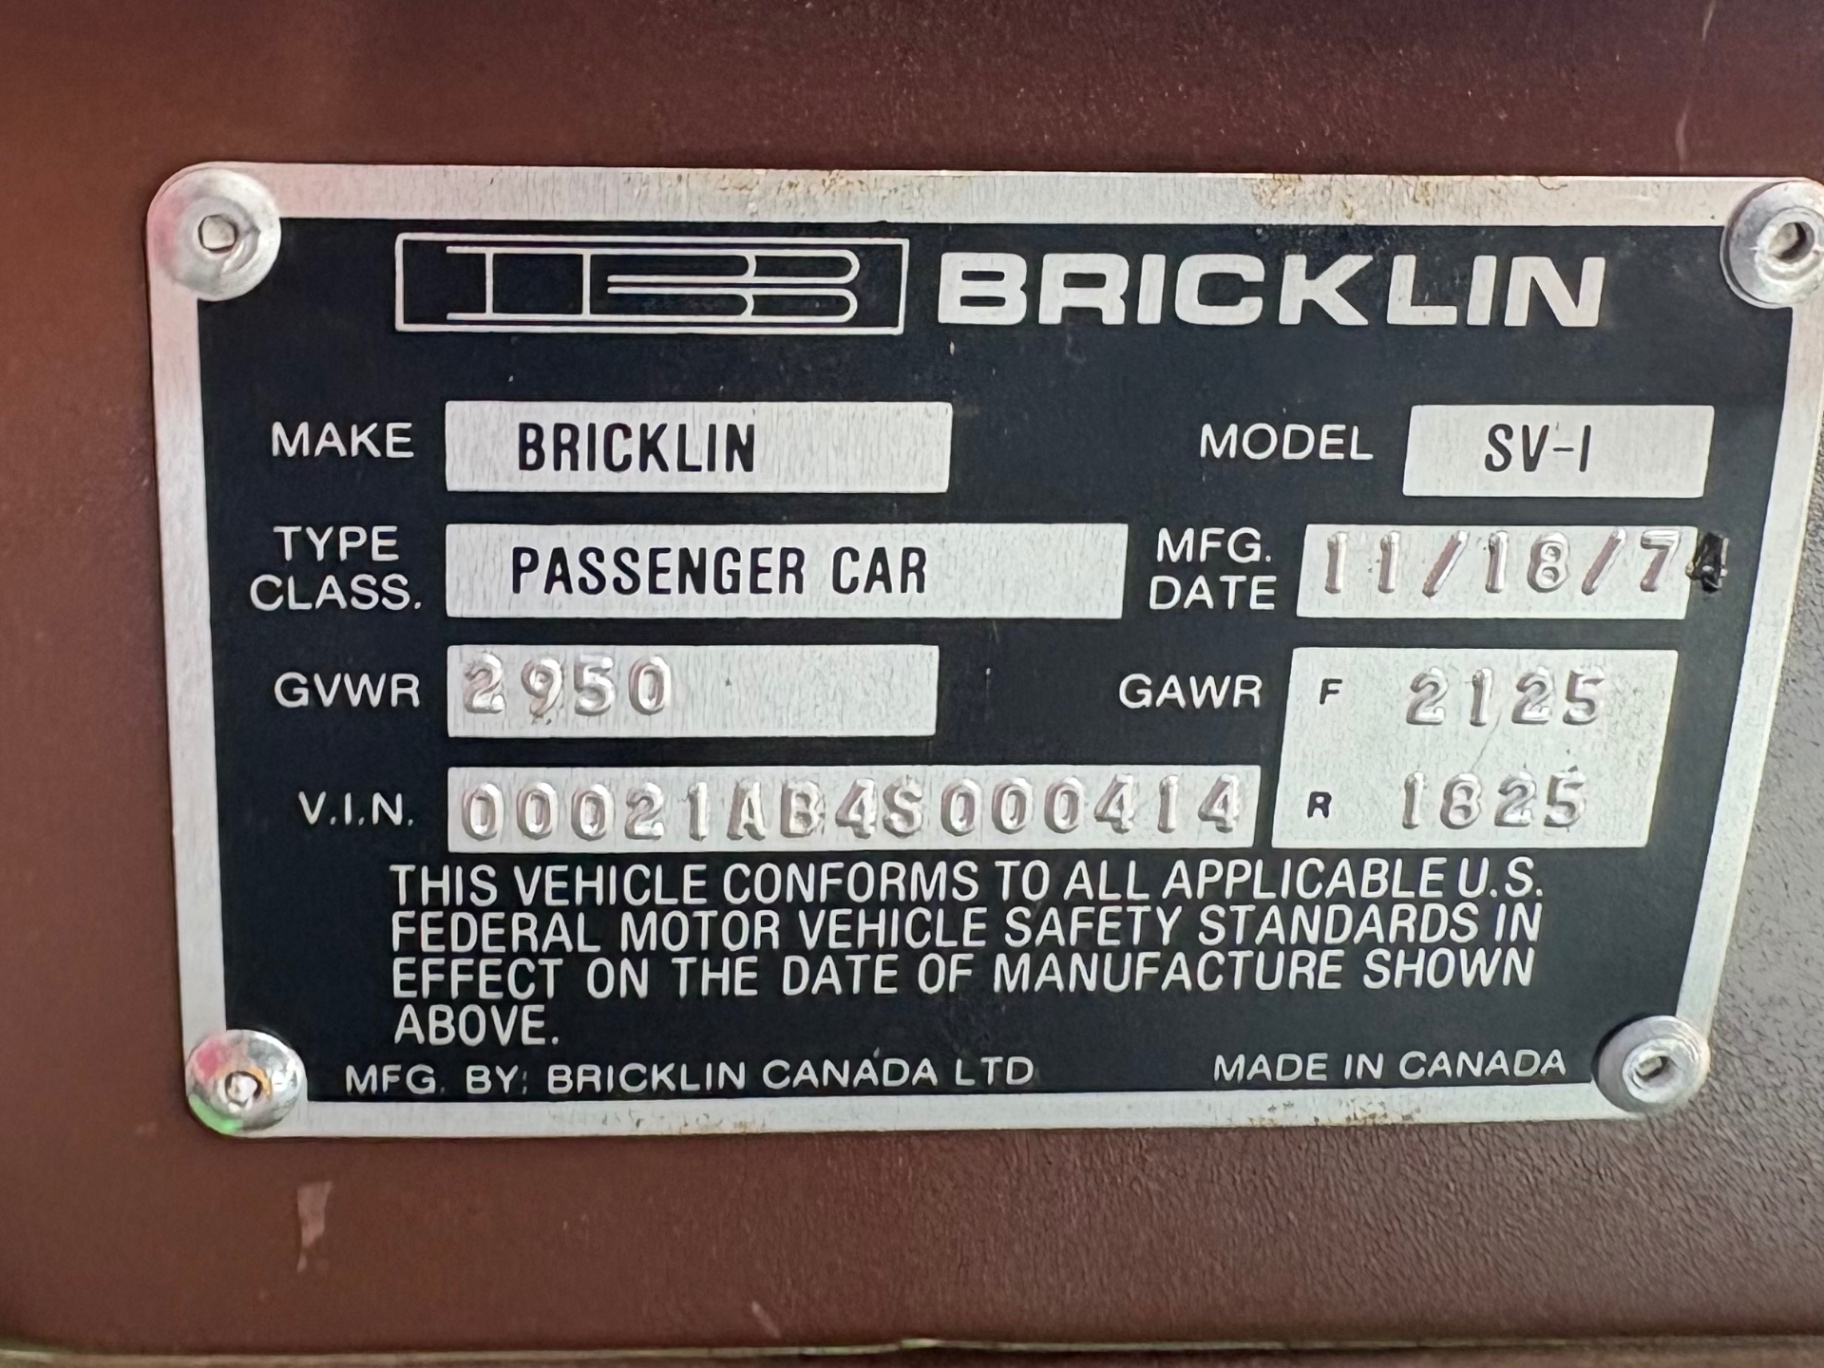 BRICKLIN
MAKE BRICKLIN MODEL SV-1
TYPE CLASS. PASSENGER CAR MFG. DATE 11/18/74
GVWR 2950 GAWR F 2125
V.I.N. 00021AB4S000414 R 1825
THIS VEHICLE CONFORMS TO ALL APPLICABLE U.S.
FEDERAL MOTOR VEHICLE SAFETY STANDARDS IN
EFFECT ON THE DATE OF MANUFACTURE SHOWN
ABOVE.
MFG. BY: BRICKLIN CANADA LTD MADE IN CANADA